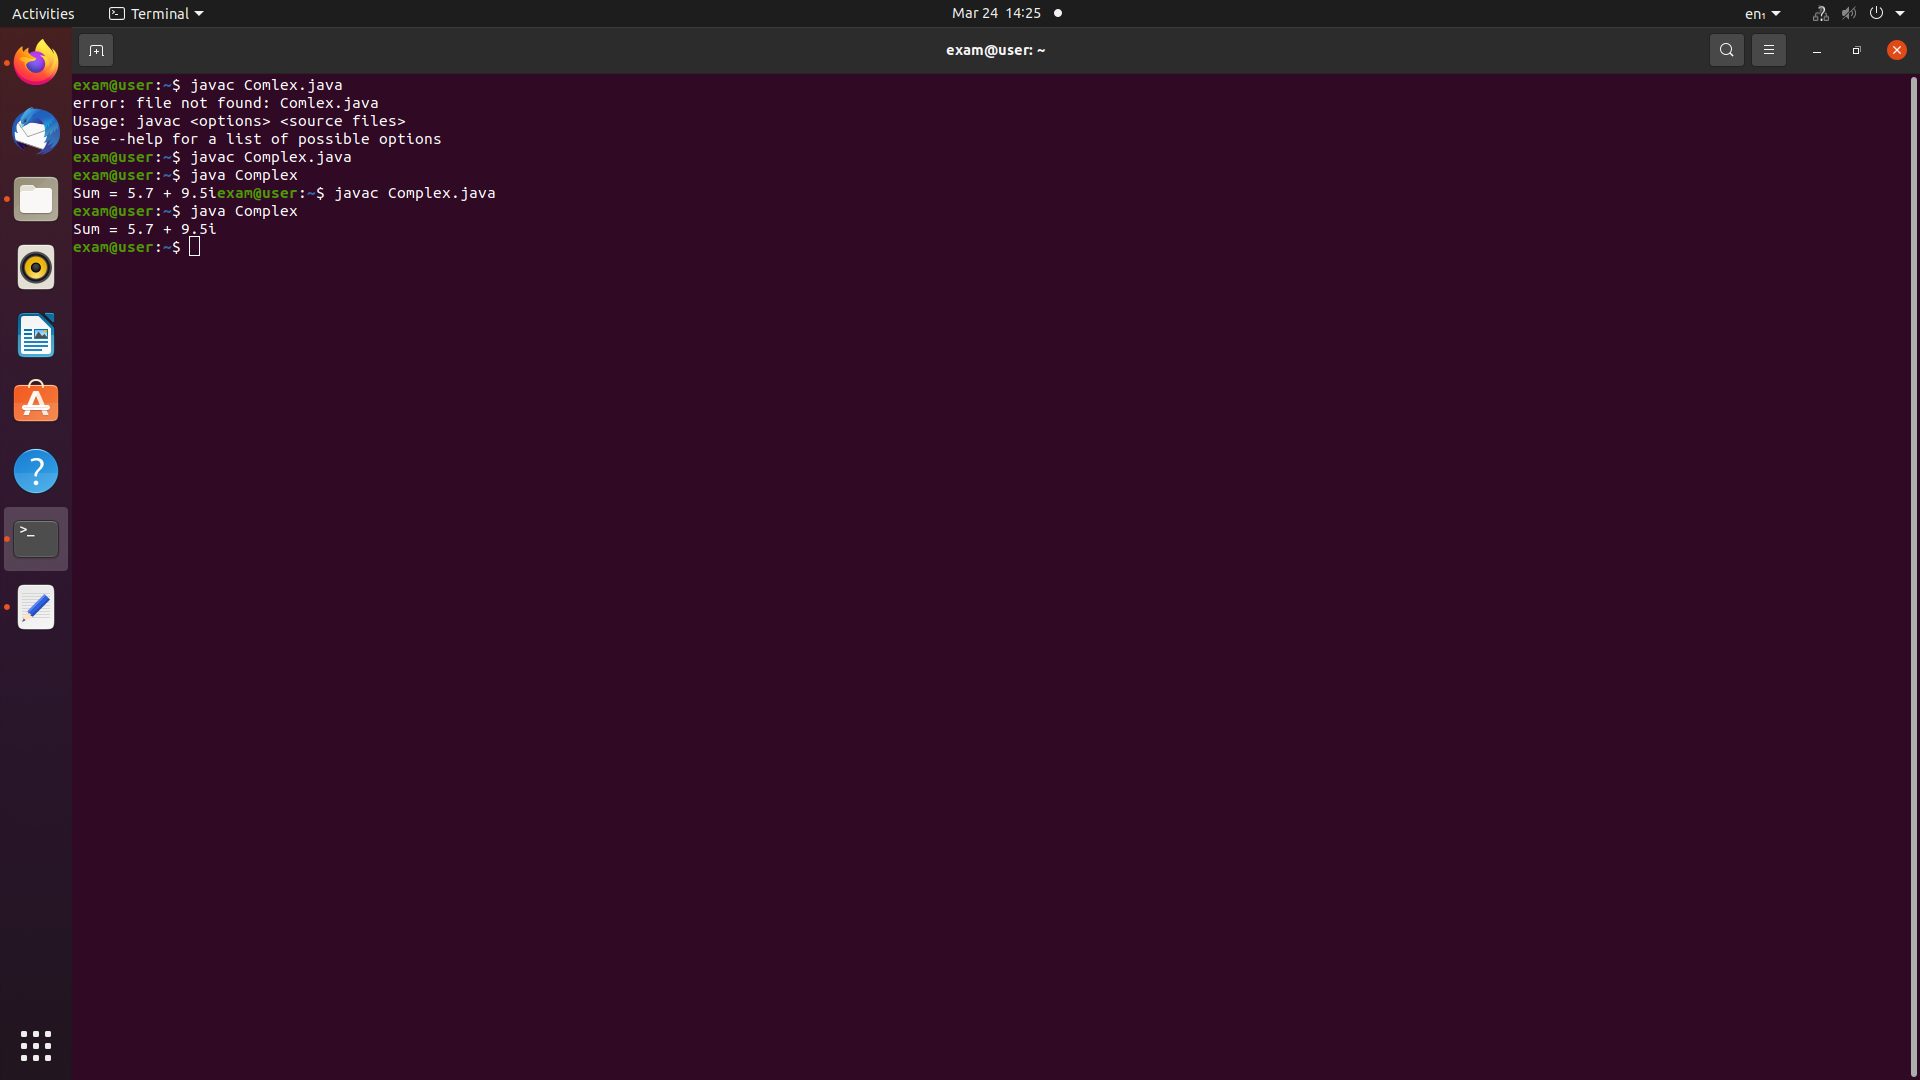 Activities Terminal Mar 24 14:25 en₁
exam@user: ~
exam@user:~$ javac Comlex.java
error: file not found: Comlex.java
Usage: javac <options> <source files>
use --help for a list of possible options
exam@user:~$ javac Complex.java
exam@user:~$ java Complex
Sum = 5.7 + 9.5iexam@user:~$ javac Complex.java
exam@user:~$ java Complex
Sum = 5.7 + 9.5i
exam@user:~$